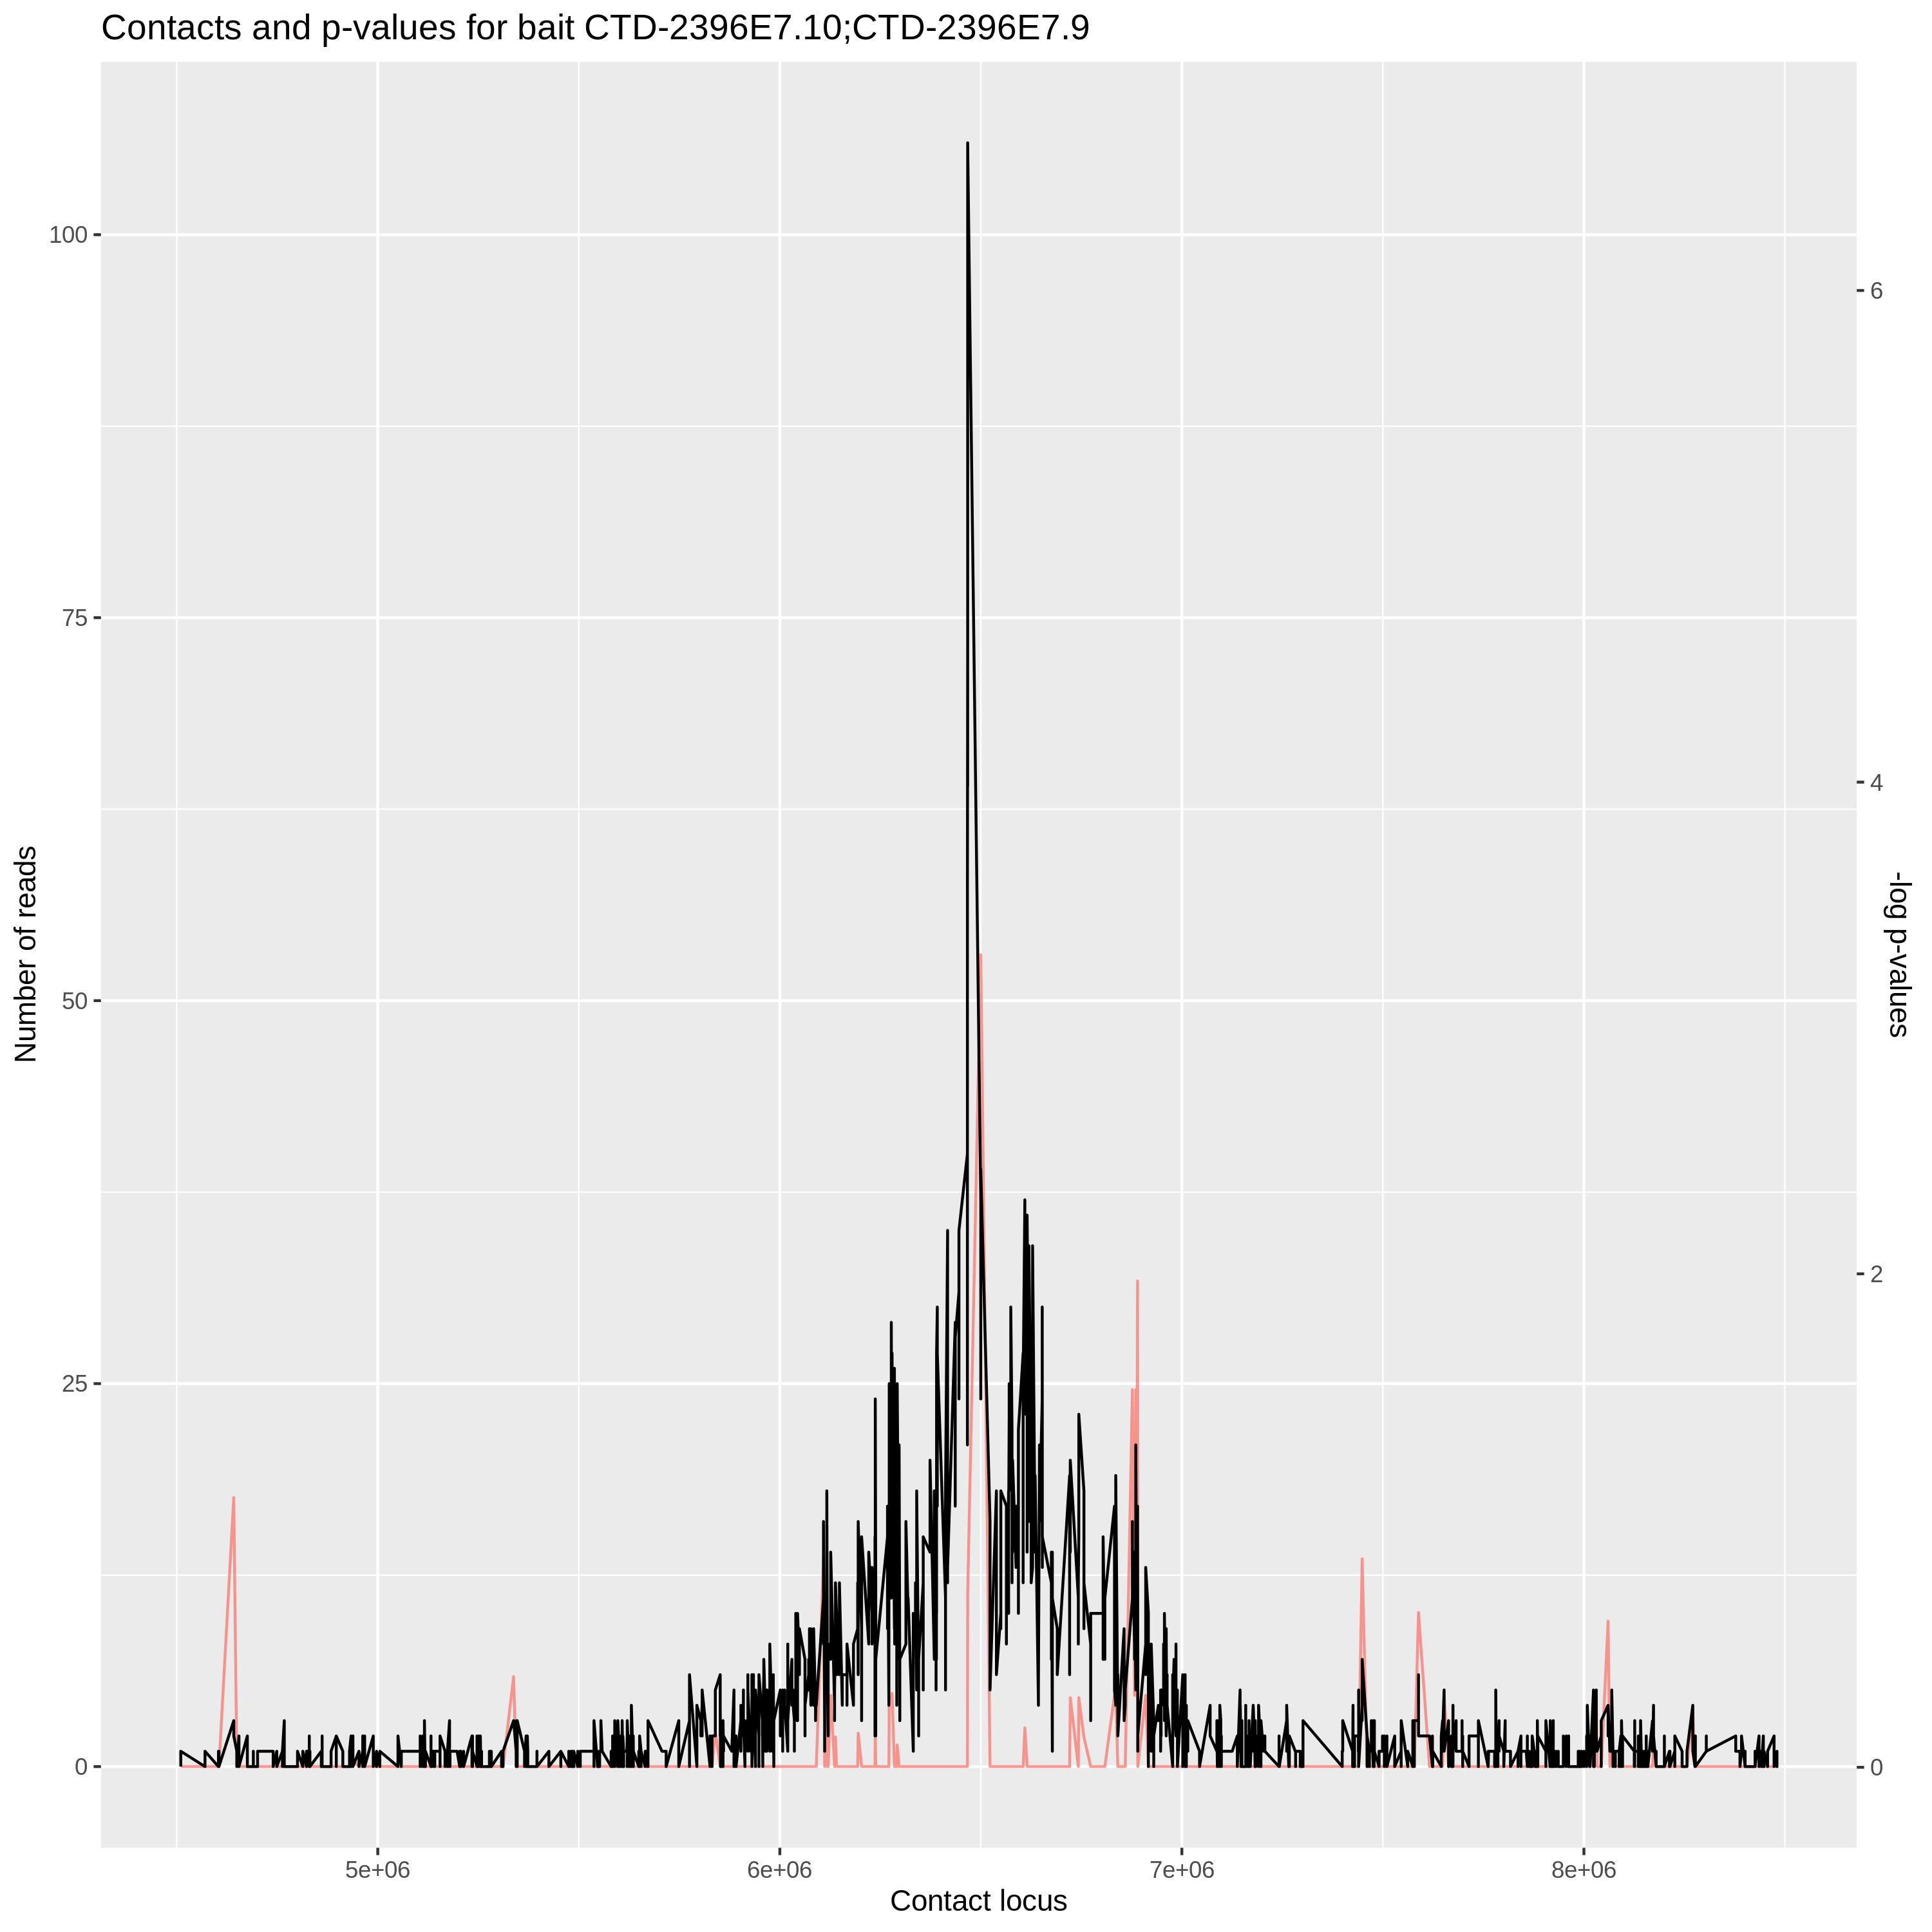 Contacts and p-values for bait CTD-2396E7.10;CTD-2396E7.9
Number of reads
100
75
50
25
0
6
4
2
0
-log p-values
5e+06
6e+06
7e+06
8e+06
Contact locus